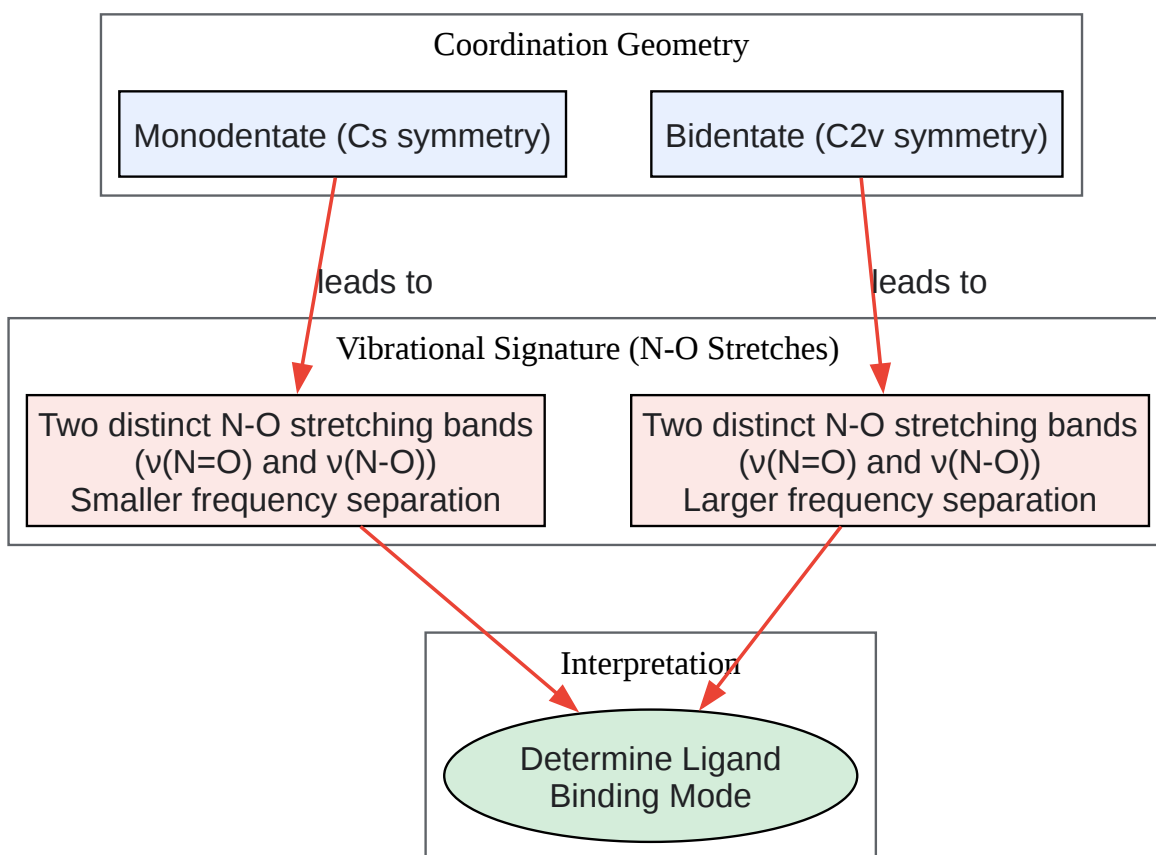 Coordination Geometry
Monodentate (Cs symmetry)
Bidentate (C2v symmetry)
leads to
leads to
Vibrational Signature (N-O Stretches)
Two distinct N-O stretching bands
(ν(N=O) and ν(N-O))
Smaller frequency separation
Two distinct N-O stretching bands
(ν(N=O) and ν(N-O))
Larger frequency separation
Interpretation
Determine Ligand
Binding Mode